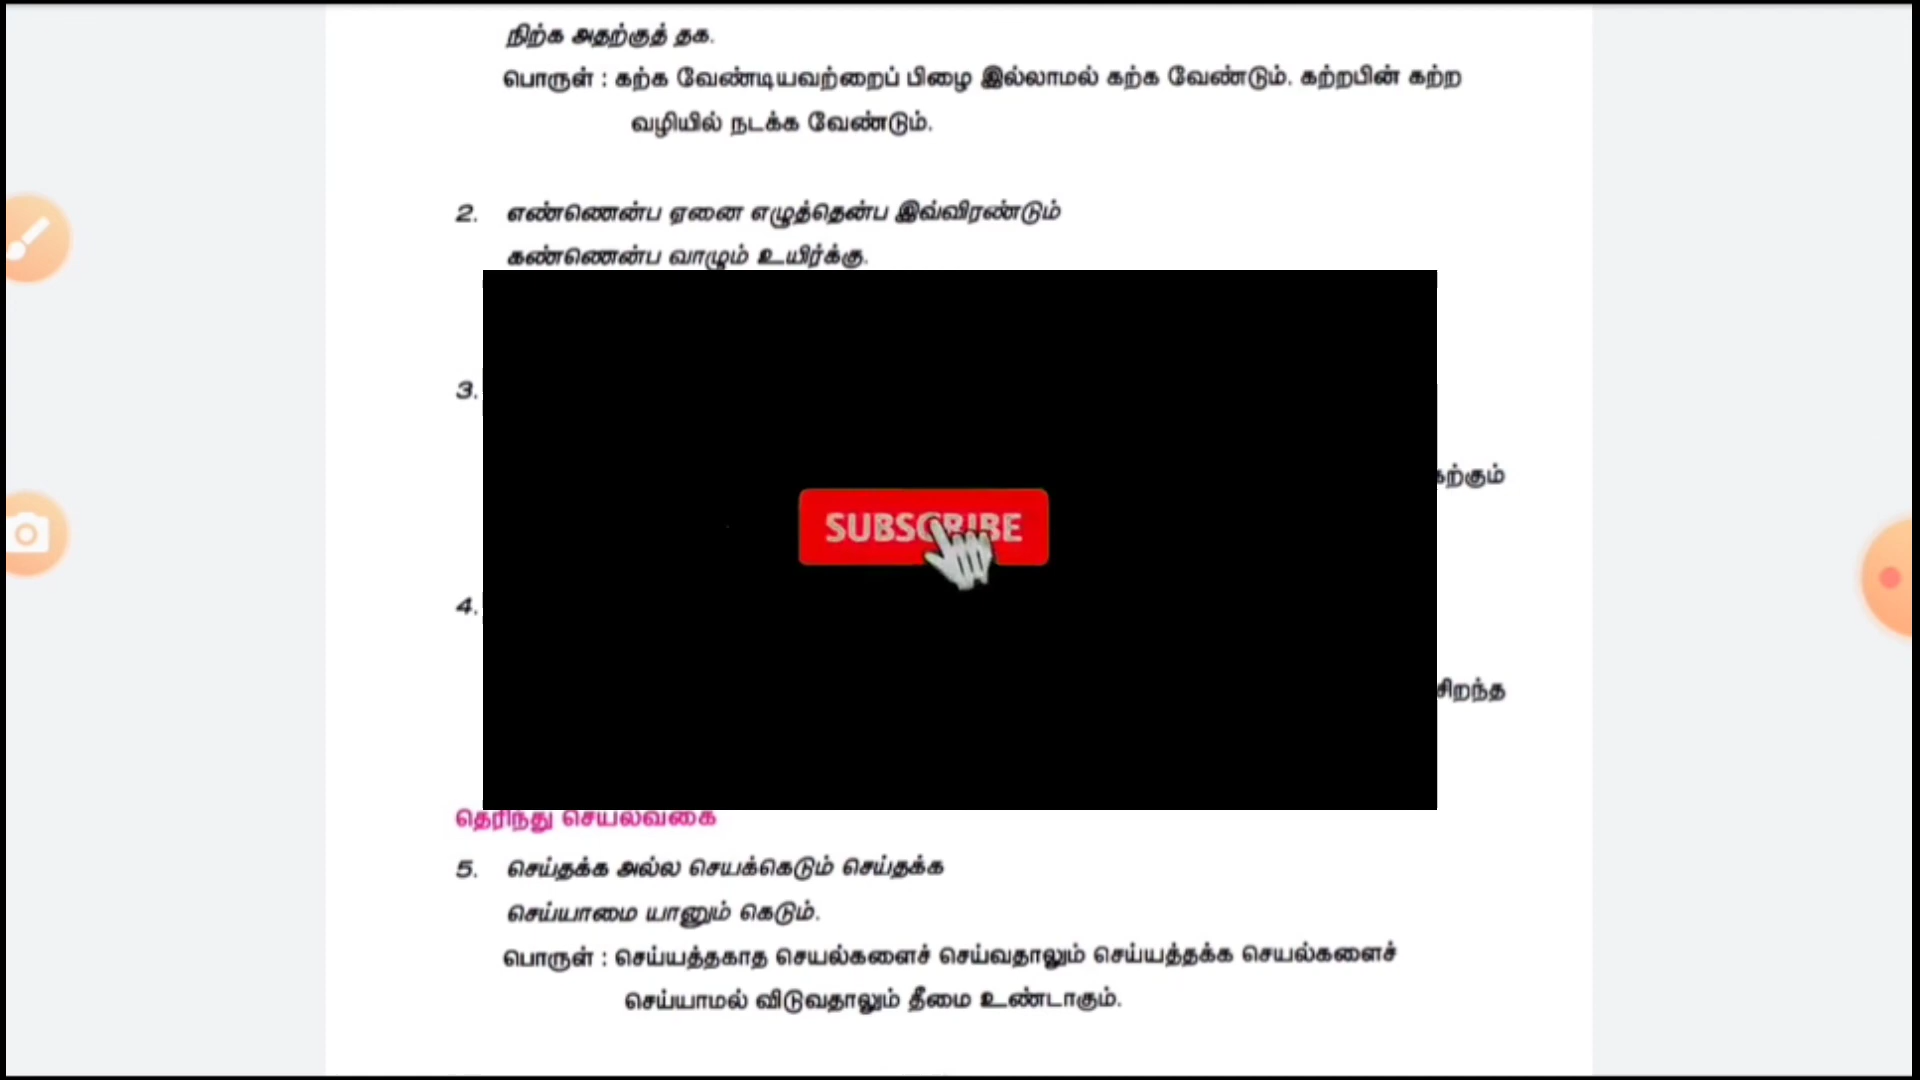 நிற்க அதற்குத் தக.
பொருள் : கற்க வேண்டியவற்றைப் பிழை இல்லாமல் கற்க வேண்டும். கற்றபின் கற்ற
வழியில் நடக்க வேண்டும்.
2. எண்ணென்ப ஏனை எழுத்தென்ப இவ்விரண்டும்
கண்ணென்ப வாழும் உயிர்க்கு.
3.
கற்கும்
SUBSCRIBE
4.
சிறந்த
தெரிந்து செயல்வகை
5. செய்தக்க அல்ல செயக்கெடும் செய்தக்க
செய்யாமை யானும் கெடும்.
பொருள் : செய்யத்தகாத செயல்களைச் செய்வதாலும் செய்யத்தக்க செயல்களைச்
செய்யாமல் விடுவதாலும் தீமை உண்டாகும்.